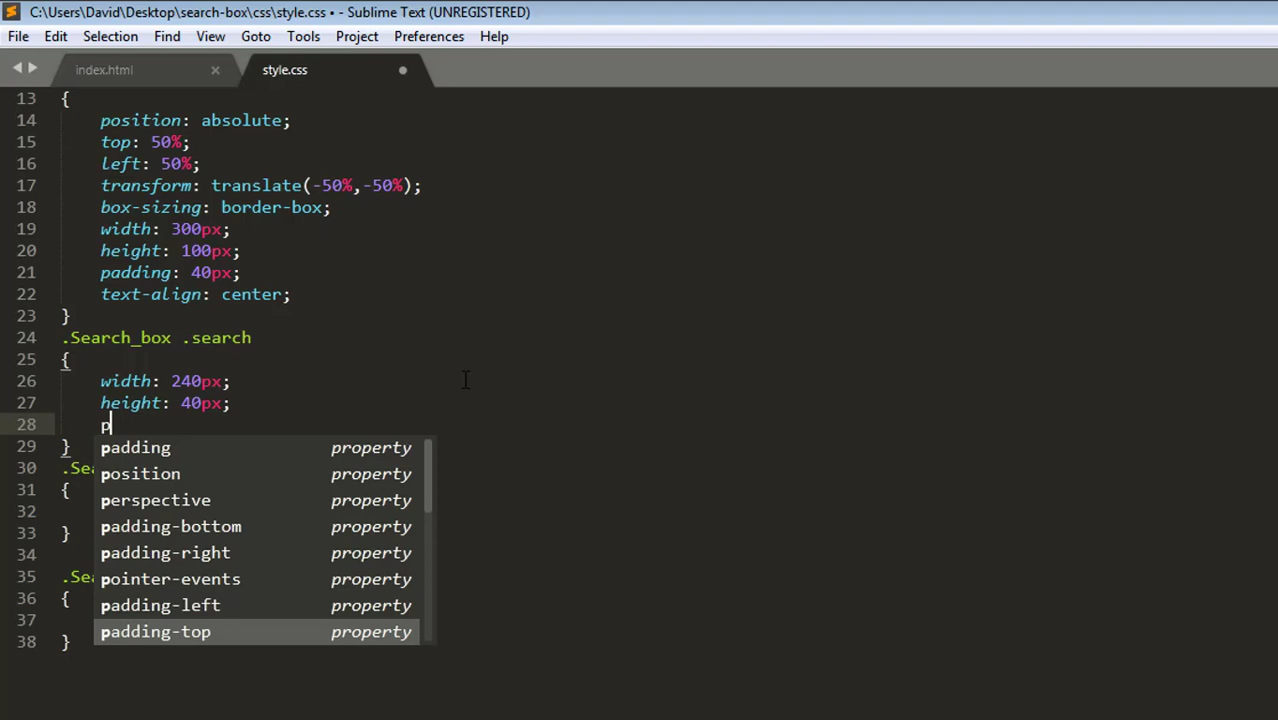 C:\Users\David\Desktop\search-box\css\style.css • - Sublime Text (UNREGISTERED)
File Edit Selection Find View Goto Tools Project Preferences Help
index.html style.css
13 {
14 position: absolute;
15 top: 50%;
16 left: 50%;
17 transform: translate(-50%,-50%);
18 box-sizing: border-box;
19 width: 300px;
20 height: 100px;
21 padding: 40px;
22 text-align: center;
23 }
24 .Search_box .search
25 {
26 width: 240px;
27 height: 40px;
28 p
29 }
padding property
30 .Sea
position property
31 {
perspective property
32
padding-bottom property
33 }
padding-right property
34
pointer-events property
35 .Sea
36 {
padding-left property
37
padding-top property
38 }